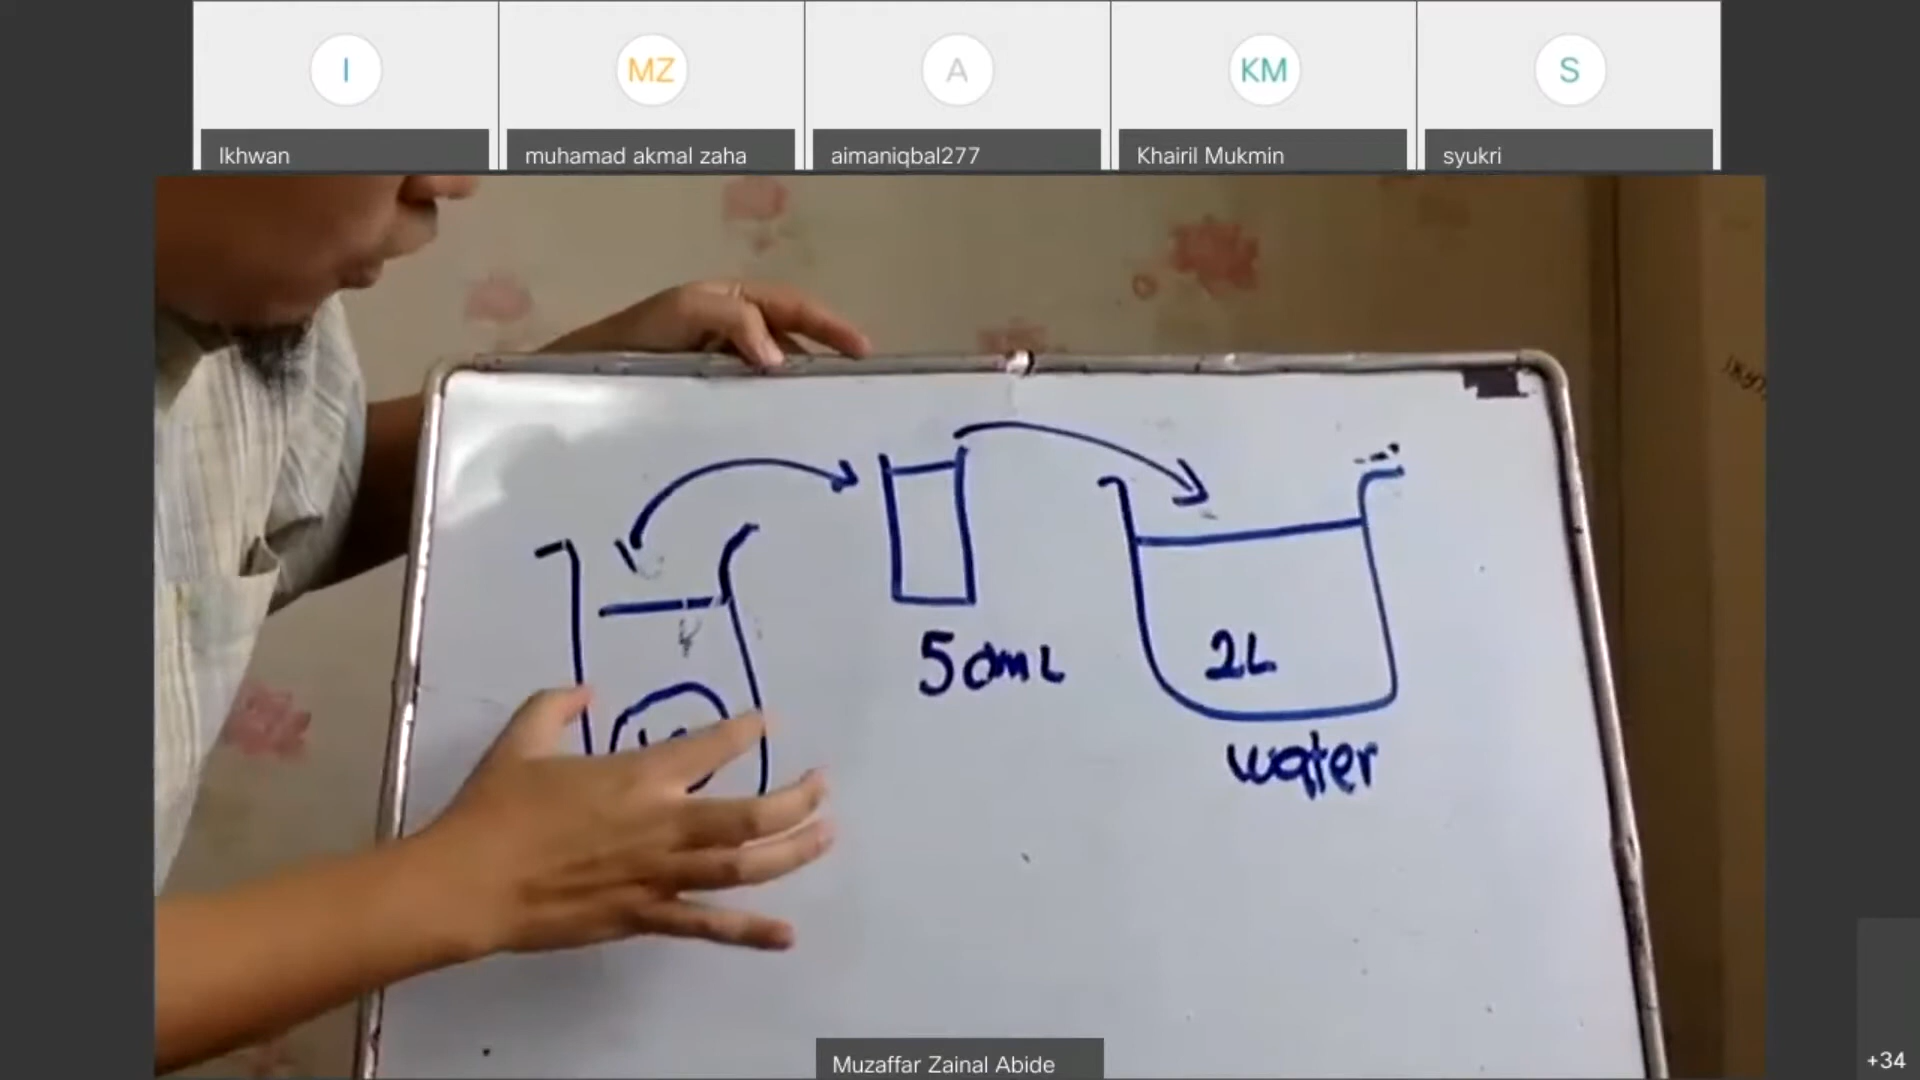 I
MZ
A
KM
S
Ikhwan
muhamad akmal zaha
aimaniqbal277
Khairil Mukmin
syukri
50mL
2L
water
Muzaffar Zainal Abide
+34